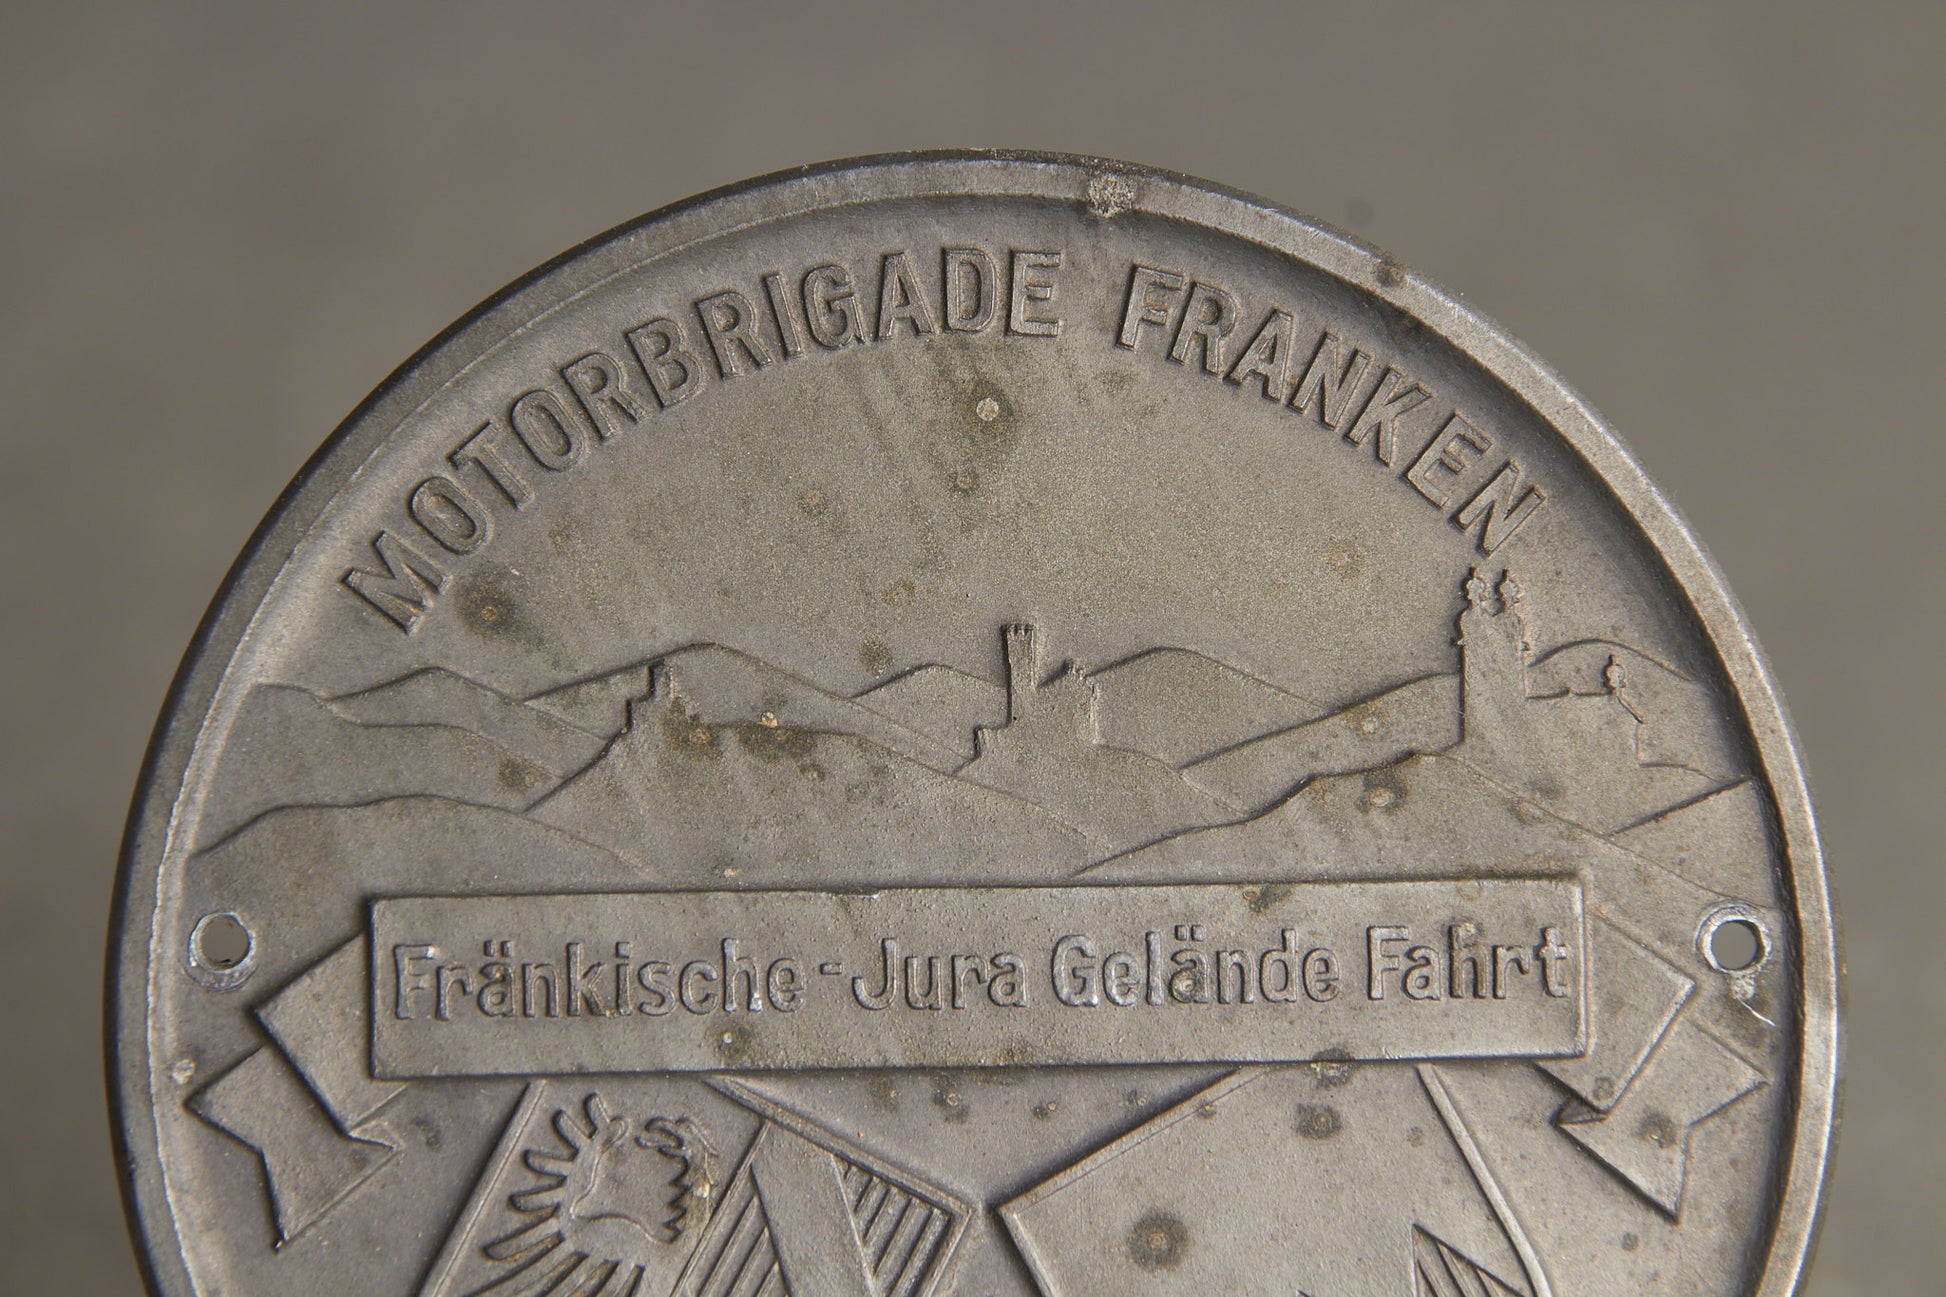 MOTORBRIGADE FRANKEN
Fränkische-Jura Gelände Fahrt